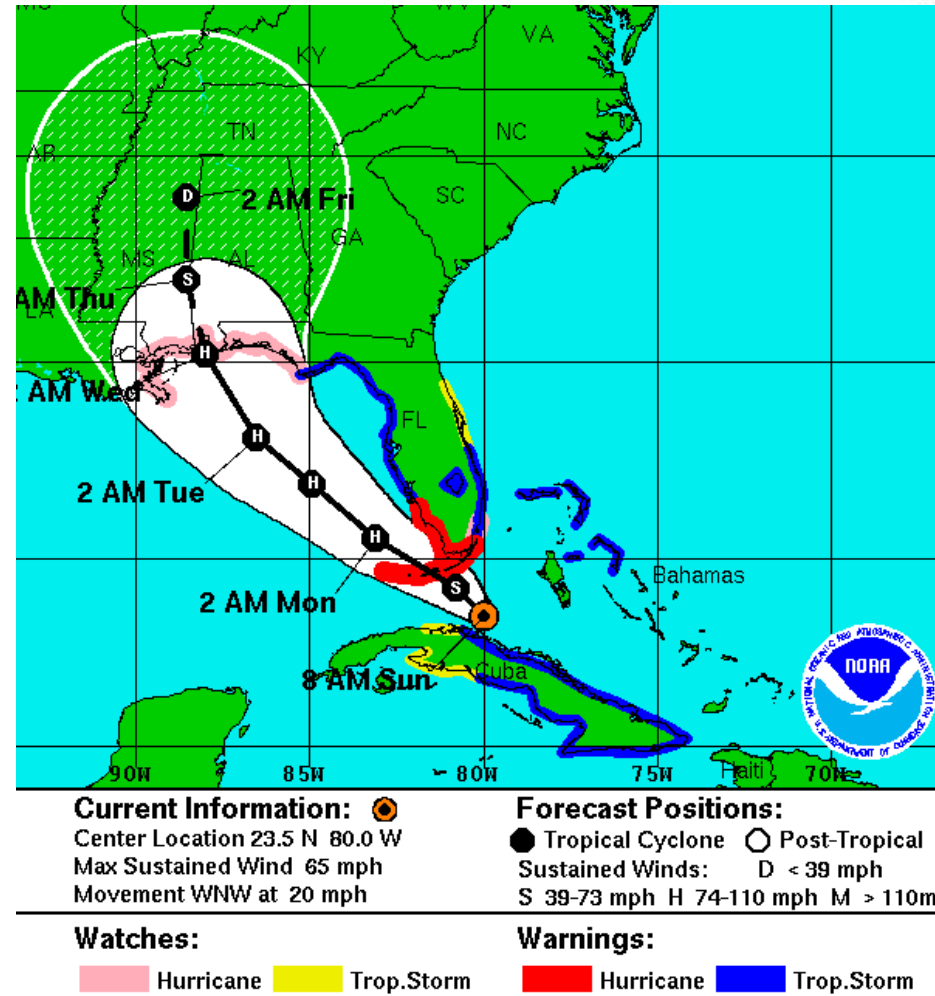 KY
VA
TN
NC
AR
2 AM Fri
SC
GA
MS
AL
AM Thu
LA
AM Wed
FL
2 AM Tue
Bahamas
2 AM Mon
8 AM Sun
Cuba
NOAA
Haiti
90W 85W 80W 75W 70W
Current Information:
Center Location 23.5 N 80.0 W
Max Sustained Wind 65 mph
Movement WNW at 20 mph
Forecast Positions:
Tropical Cyclone Post-Tropical
Sustained Winds: D < 39 mph
S 39-73 mph H 74-110 mph M > 110m
Watches:
Hurricane Trop.Storm
Warnings:
Hurricane Trop.Storm
D
S
H
H
H
H
S